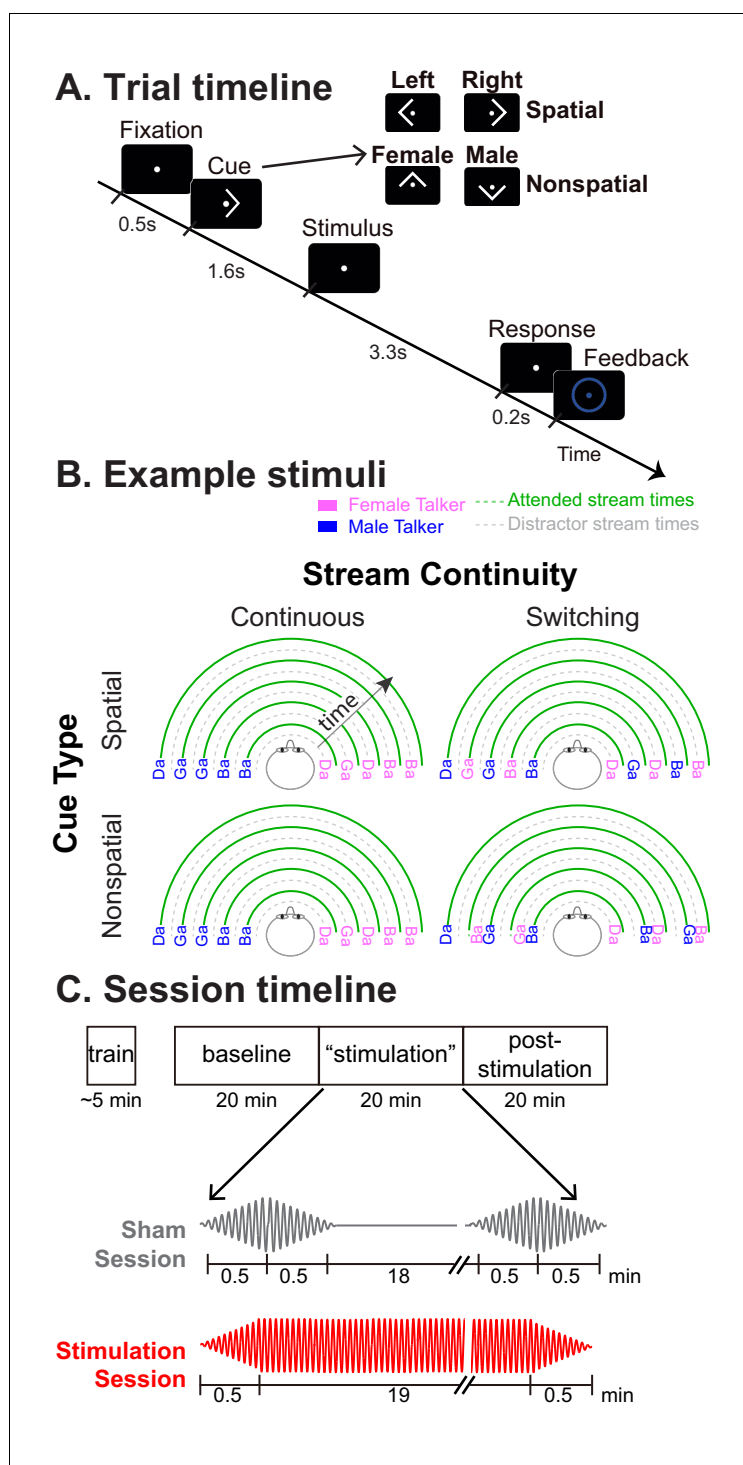 A. Trial timeline
Left Right
Spatial
Fixation
Cue
Female Male
Nonspatial
0.5s
Stimulus
1.6s
3.3s
Response
Feedback
0.2s
Time
B. Example stimuli
Female Talker
Attended stream times
Male Talker
Distractor stream times
Stream Continuity
Continuous
Switching
Cue Type
Spatial
time
Da Ga Ga Ba Ba Da Ga Da Ba Ba
Da Ga Ga Ba Ba Da Ga Da Ba Ba
Nonspatial
Da Ga Ga Ba Ba Da Ga Da Ba Ba
Da Ba Ga Ga Ba Da Ba Da Ga Ba
C. Session timeline
train
baseline
“stimulation”
post-
stimulation
~5 min
20 min
20 min
20 min
Sham
Session
0.5 0.5 18 0.5 0.5 min
Stimulation
Session
0.5 19 0.5 min